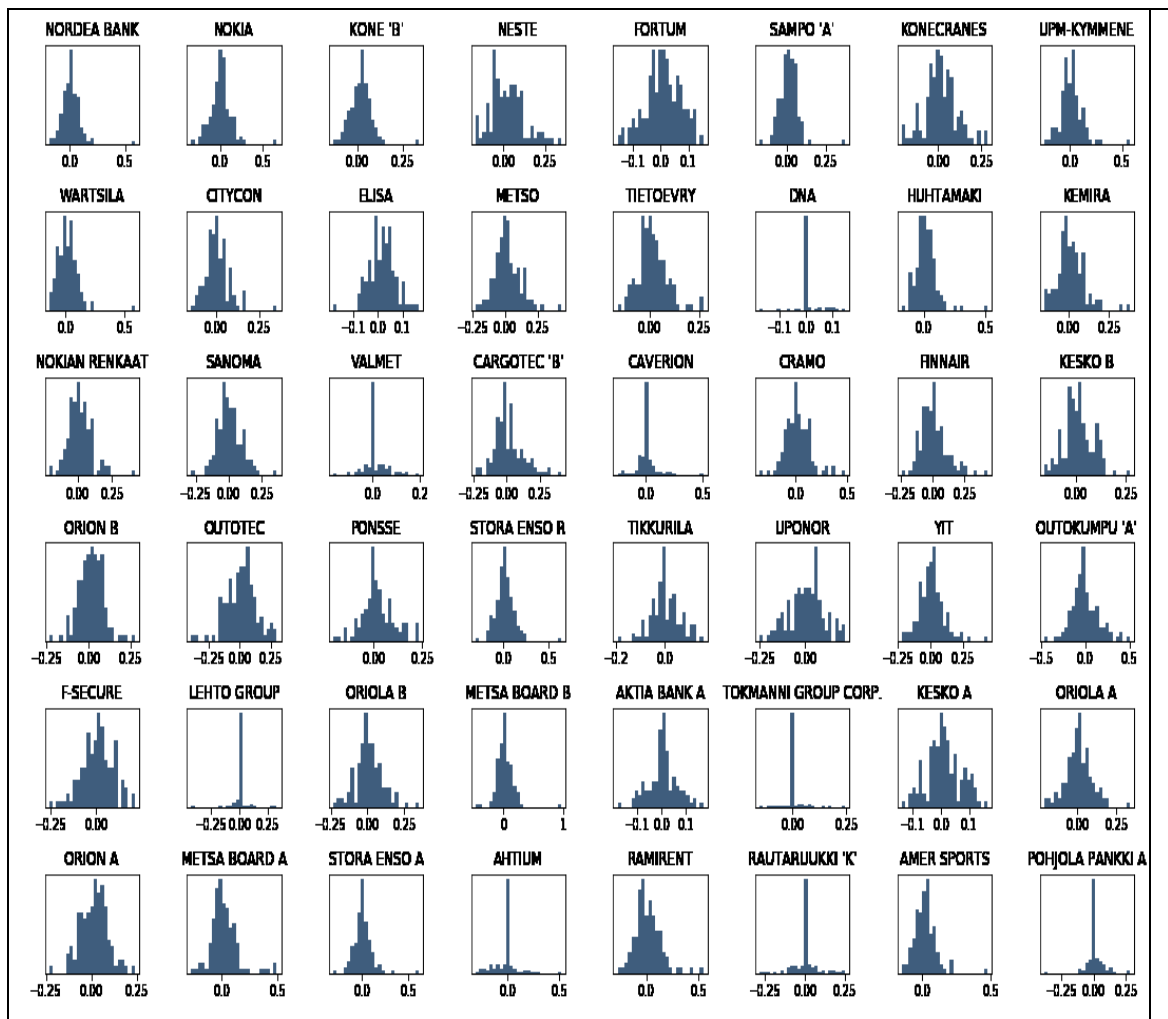 NORDEA BANK NOKIA KONE 'B' NESTE FORTUM SAMPO 'A' KONECRANES UPM-KYMMENE
0.0 0.5 0.0 0.5 0.00 0.25 0.00 0.25 −0.1 0.0 0.1 0.00 0.25 0.00 0.25 0.0 0.5
WARTSILA CITYCON ELISA METSO TIETOEVRY DNA HUHTAMAKI KEMIRA
0.0 0.5 0.00 0.25 −0.1 0.0 0.1 −0.25 0.00 0.25 0.00 0.25 −0.1 0.0 0.1 0.0 0.5 0.00 0.25
NOKIAN RENKAAT SANOMA VALMET CARGOTEC 'B' CAVERION CRAMO FINNAIR KESKO B
0.00 0.25 −0.25 0.00 0.25 0.0 0.2 −0.25 0.00 0.25 0.0 0.5 0.0 0.5 −0.25 0.00 0.25 0.00 0.25
ORION B OUTOTEC PONSSE STORA ENSO R TIKKURILA UPONOR YIT OUTOKUMPU 'A'
−0.25 0.00 0.25 −0.25 0.00 0.25 0.00 0.25 0.0 0.5 −0.2 0.0 −0.25 0.00 −0.25 0.00 0.25 −0.5 0.0 0.5
F-SECURE LEHTO GROUP ORIOLA B METSA BOARD B AKTIA BANK A TOKMANNI GROUP CORP. KESKO A ORIOLA A
−0.25 0.00 −0.25 0.00 0.25 0.00 0.25 0 1 −0.1 0.0 0.1 0.00 0.25 −0.1 0.0 0.1 0.00 0.25
ORION A METSA BOARD A STORA ENSO A AHTIUM RAMIRENT RAUTARUUKKI 'K' AMER SPORTS POHJOLA PANKKI A
−0.25 0.00 0.25 0.0 0.5 0.0 0.5 0.0 0.5 0.0 0.5 −0.25 0.00 0.25 0.0 0.5 −0.25 0.00 0.25